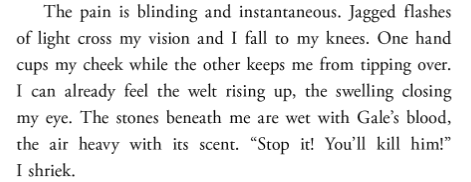 The pain is blinding and instantaneous. Jagged flashes
of light cross my vision and I fall to my knees. One hand
cups my cheek while the other keeps me from tipping over.
I can already feel the welt rising up, the swelling closing
my eye. The stones beneath me are wet with Gale’s blood,
the air heavy with its scent. “Stop it! You’ll kill him!”
I shriek.